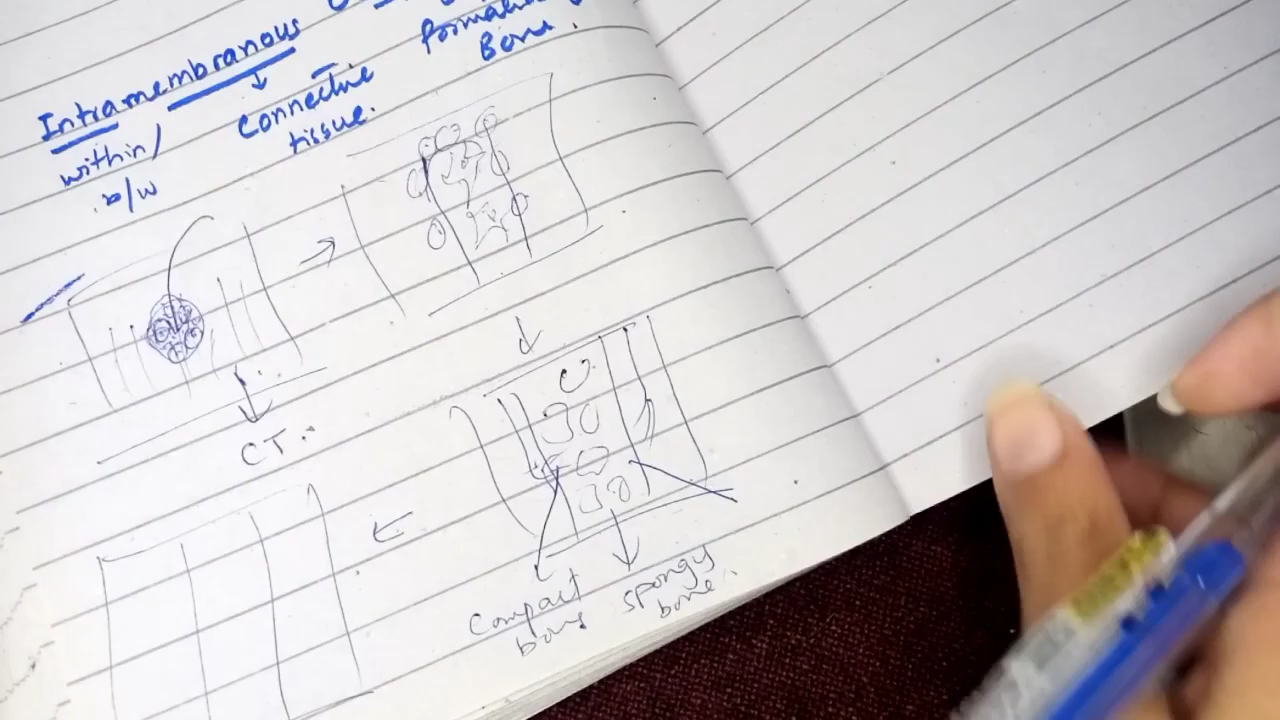 Intramembranous
within/
b/w
Connective
tissue.
formation
Bone.
CT.
Compact
bone
spongy
bone